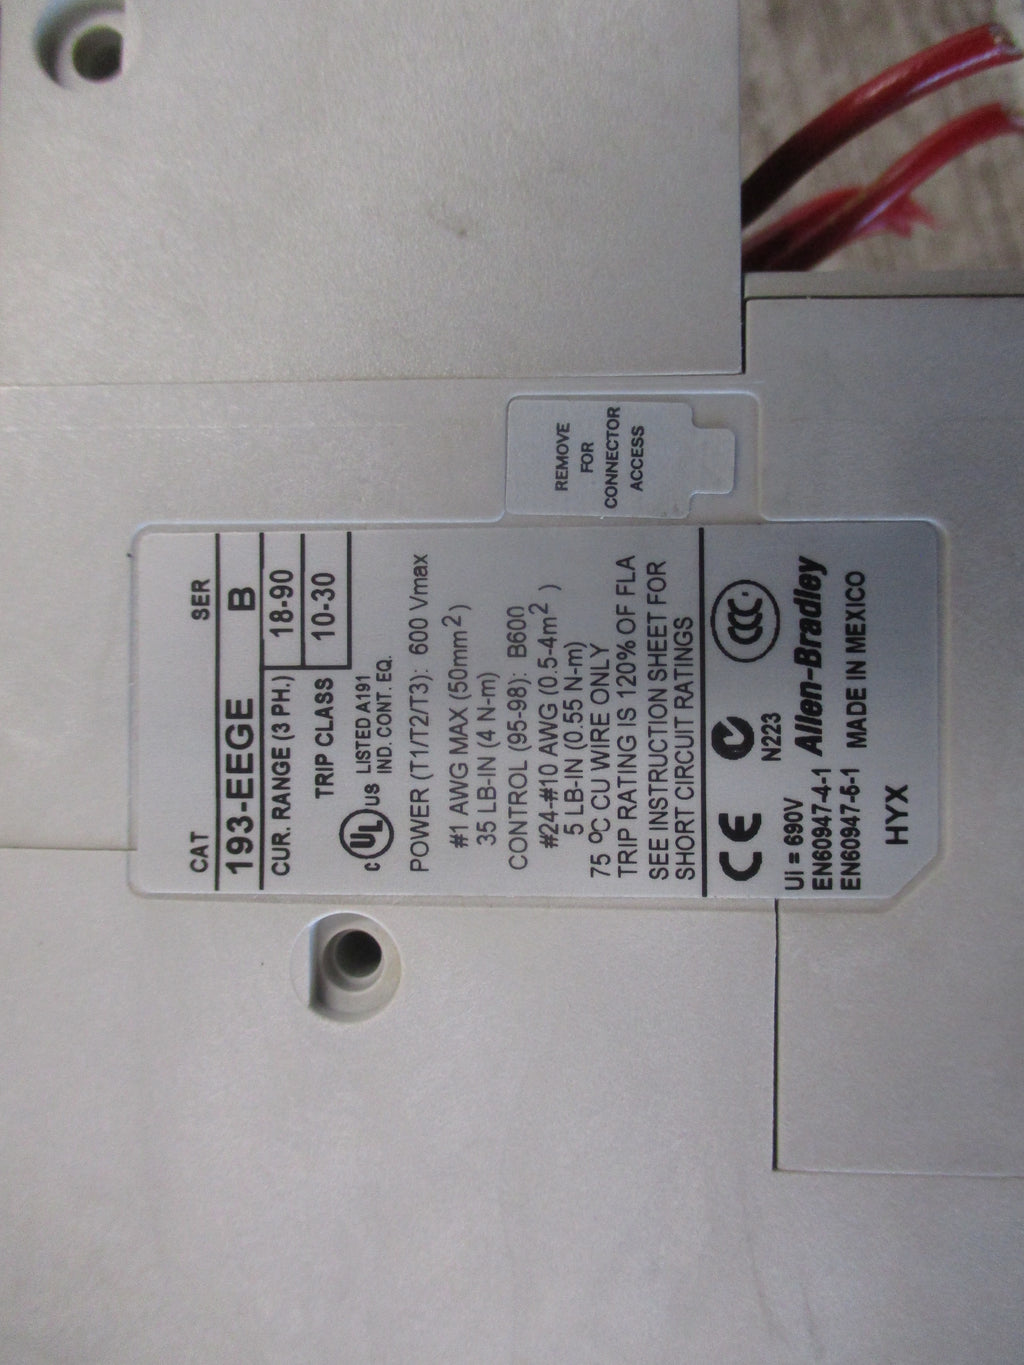 CAT SER
193-EEGE B
CUR. RANGE (3 PH.) 18-90
TRIP CLASS 10-30
c UL US LISTED A191
IND. CONT. EQ.
POWER (T1/T2/T3): 600 Vmax
#1 AWG MAX (50mm2)
35 LB-IN (4 N-m)
CONTROL (95-98): B600
#24-#10 AWG (0.5-4m2 )
5 LB-IN (0.55 N-m)
75 ºC CU WIRE ONLY
TRIP RATING IS 120% OF FLA
SEE INSTRUCTION SHEET FOR
SHORT CIRCUIT RATINGS
CE N223 CCC
Ui = 690V
EN60947-4-1 Allen-Bradley
EN60947-5-1 MADE IN MEXICO
HYX
REMOVE
FOR
CONNECTOR
ACCESS